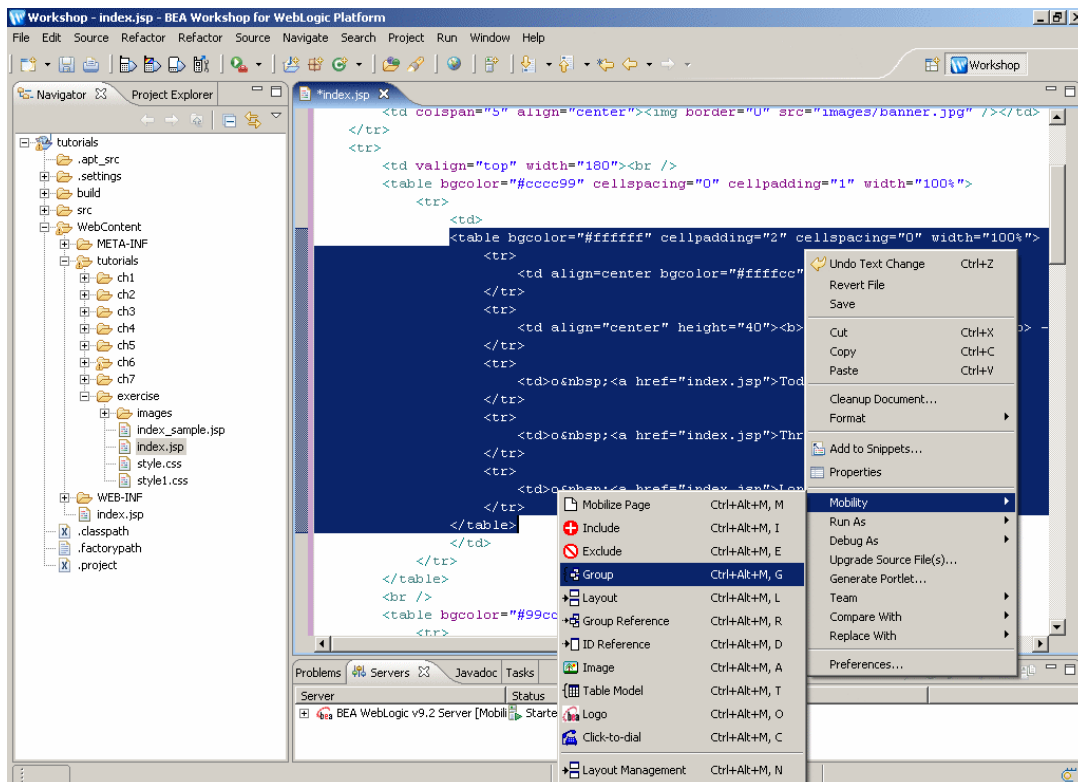 Workshop - index.jsp - BEA Workshop for WebLogic Platform
File Edit Source Refactor Refactor Source Navigate Search Project Run Window Help
Workshop
Navigator
Project Explorer
tutorials
.apt_src
.settings
build
src
WebContent
META-INF
tutorials
ch1
ch2
ch3
ch4
ch5
ch6
ch7
exercise
images
index_sample.jsp
index.jsp
style.css
style1.css
WEB-INF
index.jsp
.classpath
.factorypath
.project
*index.jsp
<td colspan="5" align="center"><img border="0" src="images/banner.jpg" /></td>
</tr>
<tr>
<td valign="top" width="180"><br />
<table bgcolor="#cccc99" cellspacing="0" cellpadding="1" width="100%">
<tr>
<td>
<table bgcolor="#ffffff" cellpadding="2" cellspacing="0" width="100%">
<tr>
<td align=center bgcolor="#ffffcc"
</tr>
<tr>
<td align="center" height="40"><b>
</tr>
<tr>
<td>o&nbsp;<a href="index.jsp">Tod
</tr>
<tr>
<td>o&nbsp;<a href="index.jsp">Thr
</tr>
<tr>
<td>o&nbsp;<a href="index.jsp">Lon
</tr>
</table>
</td>
</tr>
</table>
<br />
<table bgcolor="#99cc
<tr>
Undo Text Change Ctrl+Z
Revert File
Save
Cut Ctrl+X
Copy Ctrl+C
Paste Ctrl+V
Cleanup Document...
Format
Add to Snippets...
Properties
Mobility
Run As
Debug As
Upgrade Source File(s)...
Generate Portlet...
Team
Compare With
Replace With
Preferences...
Mobilize Page Ctrl+Alt+M, M
Include Ctrl+Alt+M, I
Exclude Ctrl+Alt+M, E
Group Ctrl+Alt+M, G
Layout Ctrl+Alt+M, L
Group Reference Ctrl+Alt+M, R
ID Reference Ctrl+Alt+M, D
Image Ctrl+Alt+M, A
Table Model Ctrl+Alt+M, T
Logo Ctrl+Alt+M, O
Click-to-dial Ctrl+Alt+M, C
Layout Management Ctrl+Alt+M, N
Problems Servers Javadoc Tasks
Server Status
BEA WebLogic v9.2 Server [Mobili Starte